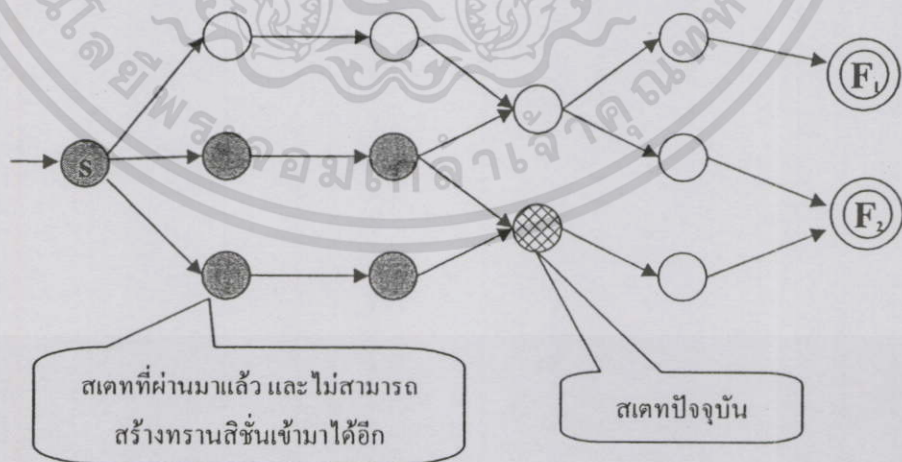 F₁
S
F₂
สเตทที่ผ่านมาแล้ว และไม่สามารถ
สร้างทรานสิชั่นเข้ามาได้อีก
สเตทปัจจุบัน